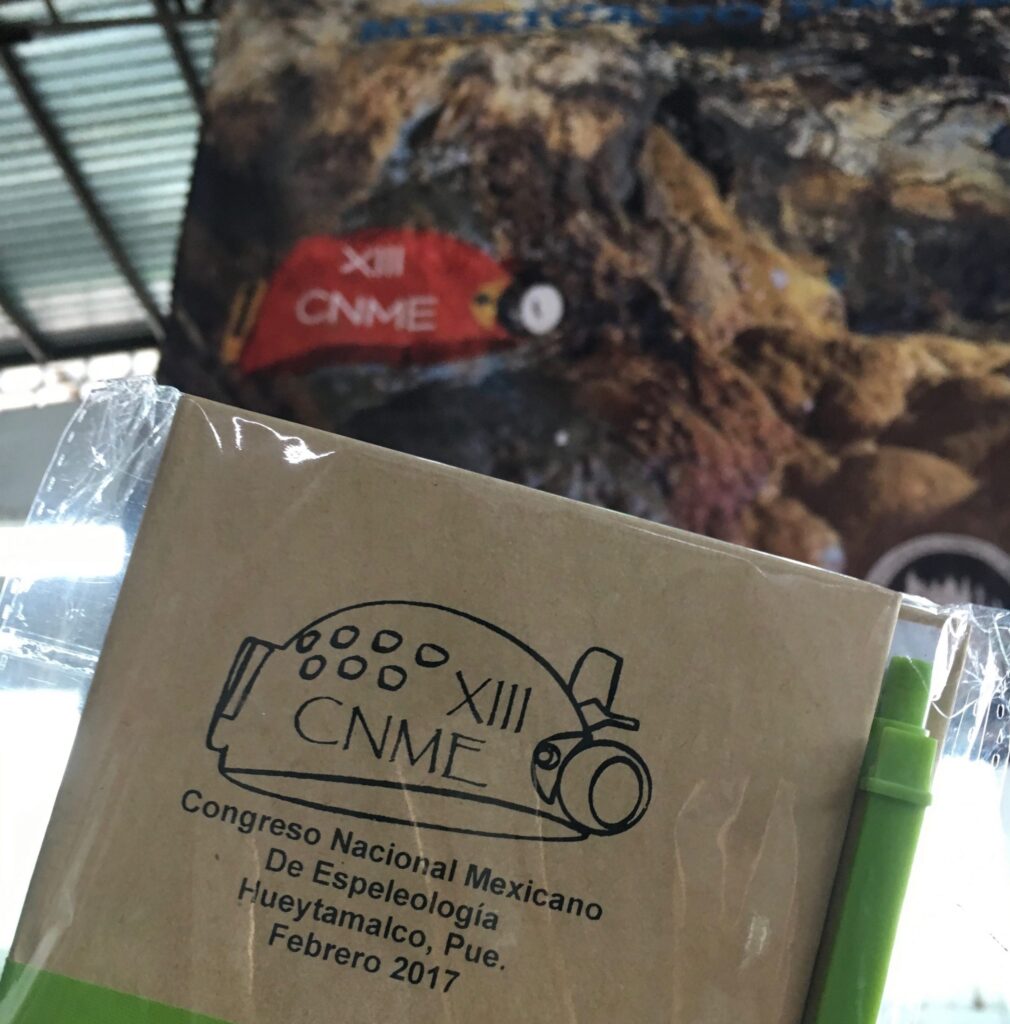 XIII
CNME
XIII
CNME
Congreso Nacional Mexicano
De Espeleología
Hueytamalco, Pue.
Febrero 2017